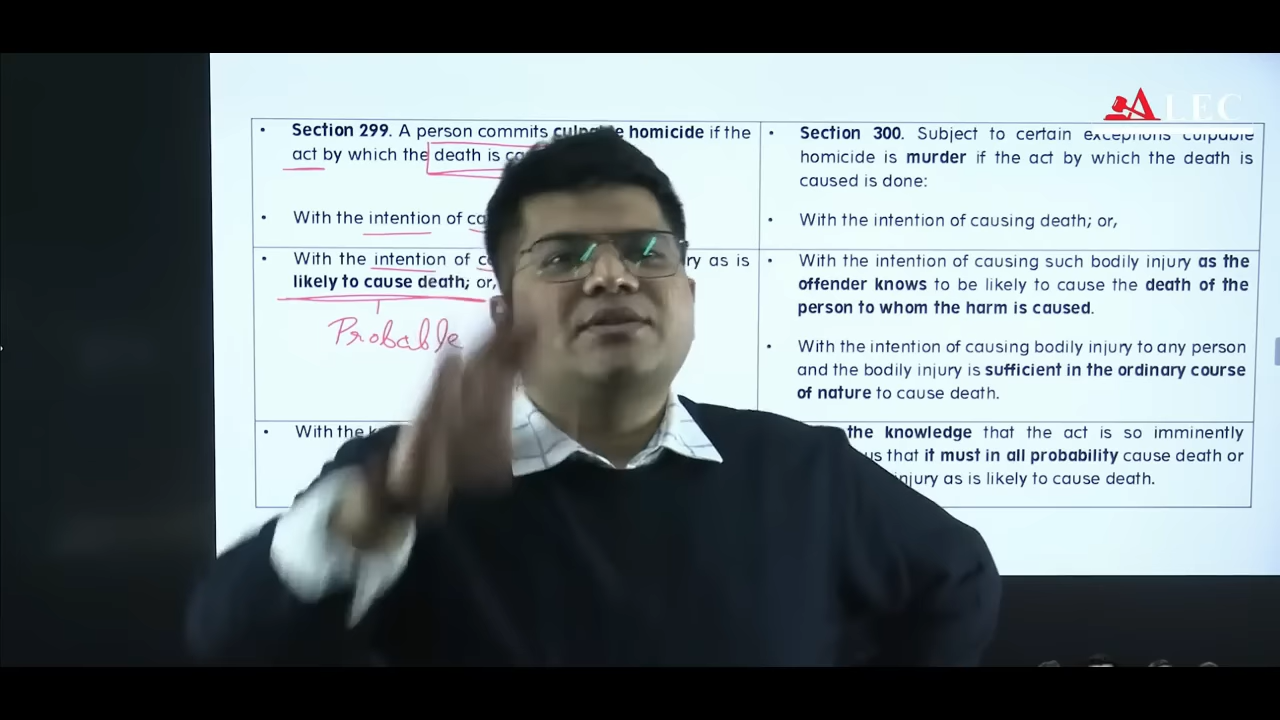 ALEC
Section 299. A person commits homicide if the
act by which the death is
With the intention of
With the intention of ry as is
likely to cause death; or,
Probable
With the
Section 300. Subject to certain exceptions culpable
homicide is murder if the act by which the death is
caused is done:
With the intention of causing death; or,
With the intention of causing such bodily injury as the
offender knows to be likely to cause the death of the
person to whom the harm is caused.
With the intention of causing bodily injury to any person
and the bodily injury is sufficient in the ordinary course
of nature to cause death.
the knowledge that the act is so imminently
us that it must in all probability cause death or
injury as is likely to cause death.